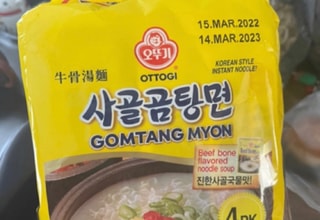 15.MAR.2022
14.MAR.2023
오뚜기
OTTOGI
KOREAN STYLE
INSTANT NOODLE
牛骨湯麵
사골곰탕면
GOMTANG MYON
Beef bone
flavored
noodle soup
진한사골국물맛!
4PK